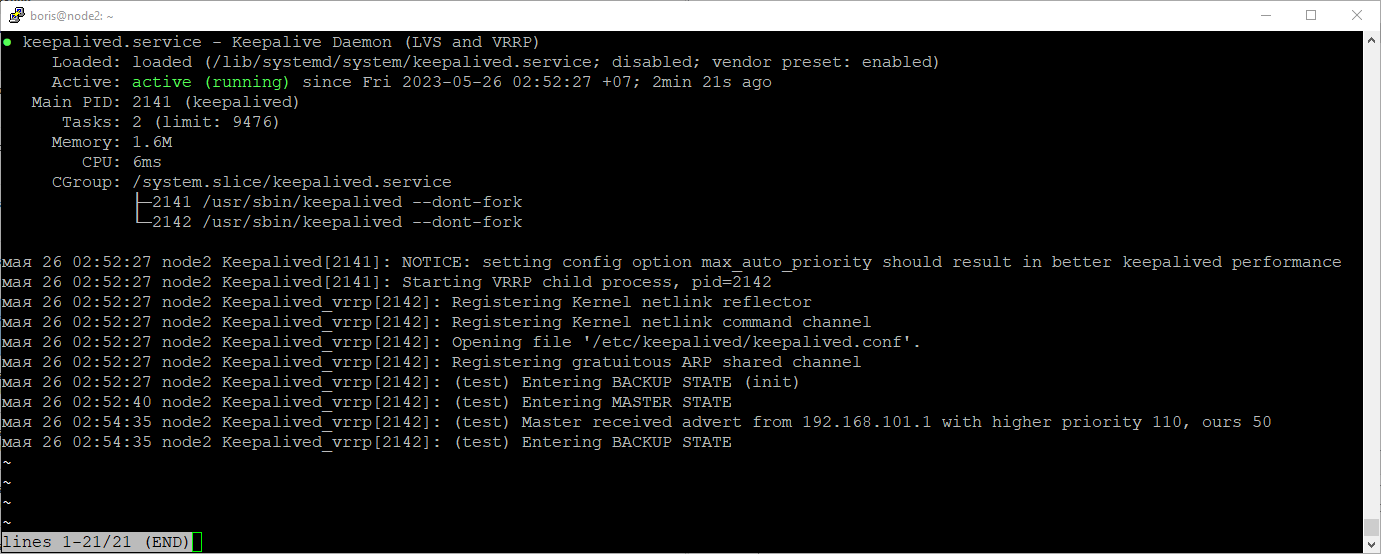 boris@node2: ~
● keepalived.service - Keepalive Daemon (LVS and VRRP)
Loaded: loaded (/lib/systemd/system/keepalived.service; disabled; vendor preset: enabled)
Active: active (running) since Fri 2023-05-26 02:52:27 +07; 2min 21s ago
Main PID: 2141 (keepalived)
Tasks: 2 (limit: 9476)
Memory: 1.6M
CPU: 6ms
CGroup: /system.slice/keepalived.service
├─2141 /usr/sbin/keepalived --dont-fork
└─2142 /usr/sbin/keepalived --dont-fork
мая 26 02:52:27 node2 Keepalived[2141]: NOTICE: setting config option max_auto_priority should result in better keepalived performance
мая 26 02:52:27 node2 Keepalived[2141]: Starting VRRP child process, pid=2142
мая 26 02:52:27 node2 Keepalived_vrrp[2142]: Registering Kernel netlink reflector
мая 26 02:52:27 node2 Keepalived_vrrp[2142]: Registering Kernel netlink command channel
мая 26 02:52:27 node2 Keepalived_vrrp[2142]: Opening file '/etc/keepalived/keepalived.conf'.
мая 26 02:52:27 node2 Keepalived_vrrp[2142]: Registering gratuitous ARP shared channel
мая 26 02:52:27 node2 Keepalived_vrrp[2142]: (test) Entering BACKUP STATE (init)
мая 26 02:52:40 node2 Keepalived_vrrp[2142]: (test) Entering MASTER STATE
мая 26 02:54:35 node2 Keepalived_vrrp[2142]: (test) Master received advert from 192.168.101.1 with higher priority 110, ours 50
мая 26 02:54:35 node2 Keepalived_vrrp[2142]: (test) Entering BACKUP STATE
~
~
~
~
lines 1-21/21 (END)